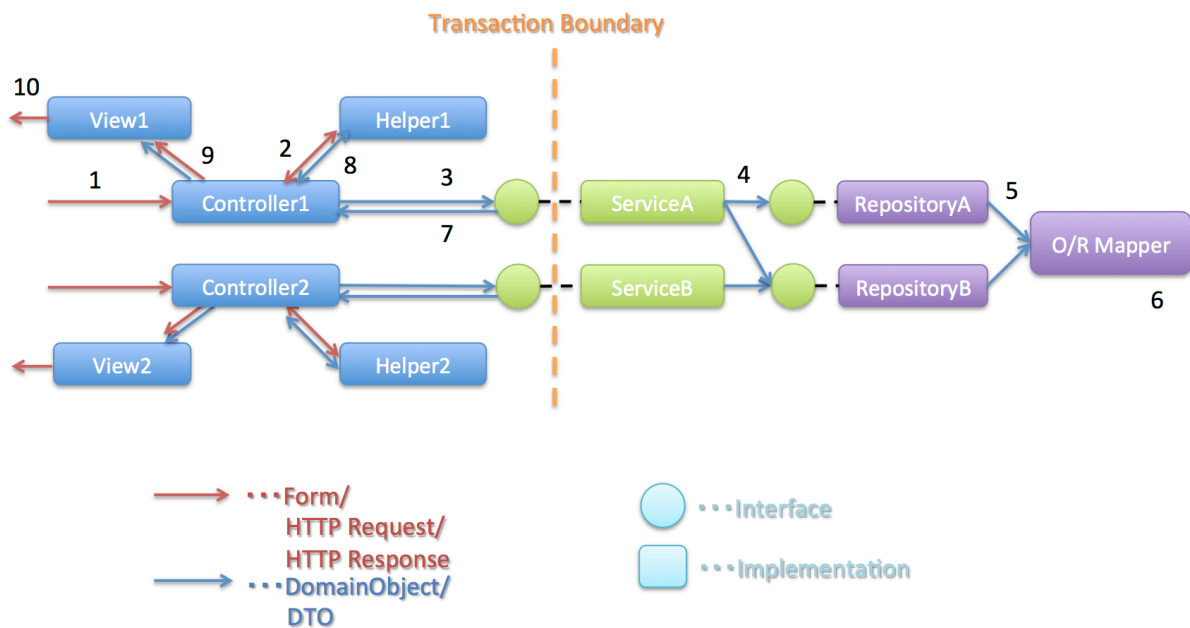 Transaction Boundary
10
View1
Helper1
9
2
8
1
3
4
5
Controller1
ServiceA
RepositoryA
7
O/R Mapper
Controller2
ServiceB
RepositoryB
6
View2
Helper2
···Form/
HTTP Request/
HTTP Response
···DomainObject/
DTO
···Interface
···Implementation